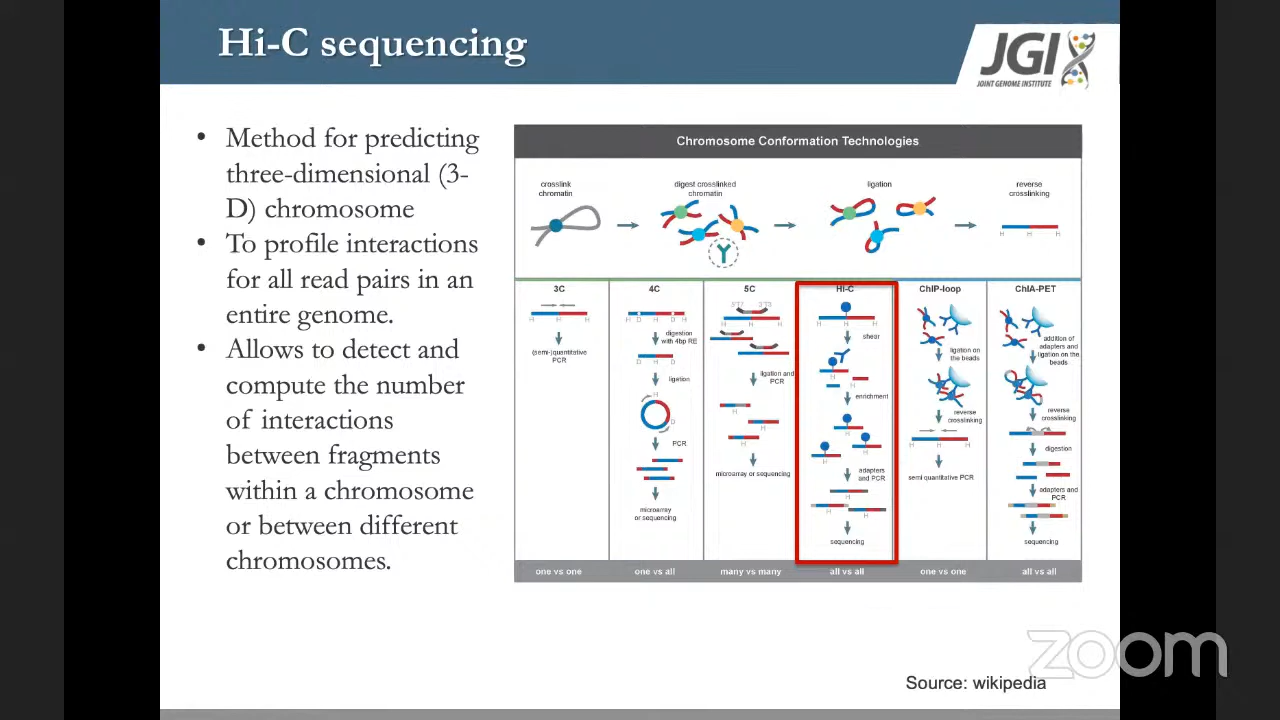 Hi-C sequencing
JGI
JOINT GENOME INSTITUTE
• Method for predicting
three-dimensional (3-
D) chromosome
• To profile interactions
for all read pairs in an
entire genome.
• Allows to detect and
compute the number
of interactions
between fragments
within a chromosome
or between different
chromosomes.
Chromosome Conformation Technologies
crosslink
chromatin
digest crosslinked
chromatin
ligation
reverse
crosslinking
H H H
3C
H H H
(semi-)quantitative
PCR
one vs one
4C
H D H D H
digestion
with 4bp RE
D H D
ligation
H
D
PCR
microarray
or sequencing
one vs all
5C
H H H
H
H
ligation and
PCR
H
H
H
microarray or sequencing
many vs many
Hi-C
H H H
shear
H
H
enrichment
H
H
H
adapters
and PCR
H
H
H
sequencing
all vs all
ChIP-loop
ligation on
the beads
reverse
crosslinking
H H H
semi quantitative PCR
one vs one
ChIA-PET
addition of
adapters and
ligation on the
beads
reverse
crosslinking
H H
digestion
adapters and
PCR
sequencing
all vs all
zoom
Source: wikipedia